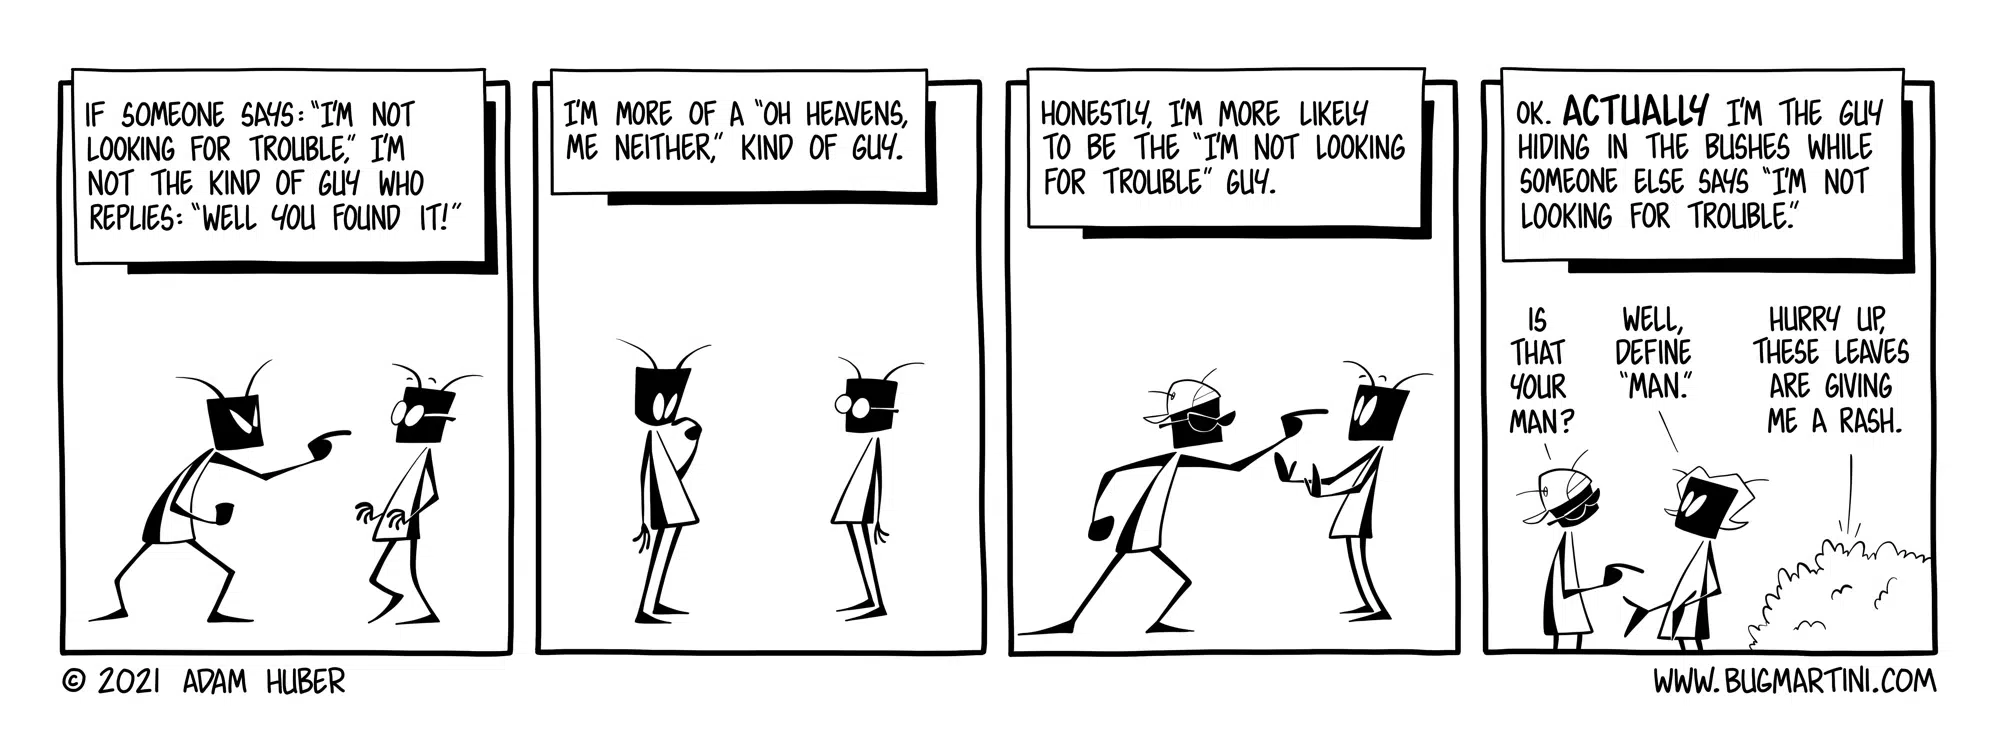 IF SOMEONE SAYS: "I'M NOT
LOOKING FOR TROUBLE," I'M
NOT THE KIND OF GUY WHO
REPLIES: "WELL YOU FOUND IT!"
I'M MORE OF A "OH HEAVENS,
ME NEITHER," KIND OF GUY.
HONESTLY, I'M MORE LIKELY
TO BE THE "I'M NOT LOOKING
FOR TROUBLE" GUY.
OK. ACTUALLY I'M THE GUY
HIDING IN THE BUSHES WHILE
SOMEONE ELSE SAYS "I'M NOT
LOOKING FOR TROUBLE."
IS
THAT
YOUR
MAN?
WELL,
DEFINE
"MAN."
HURRY UP,
THESE LEAVES
ARE GIVING
ME A RASH.
© 2021 ADAM HUBER
WWW.BUGMARTINI.COM